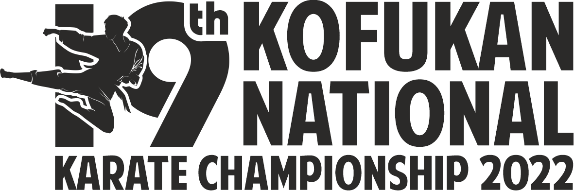 19th KOFUKAN
NATIONAL
KARATE CHAMPIONSHIP 2022